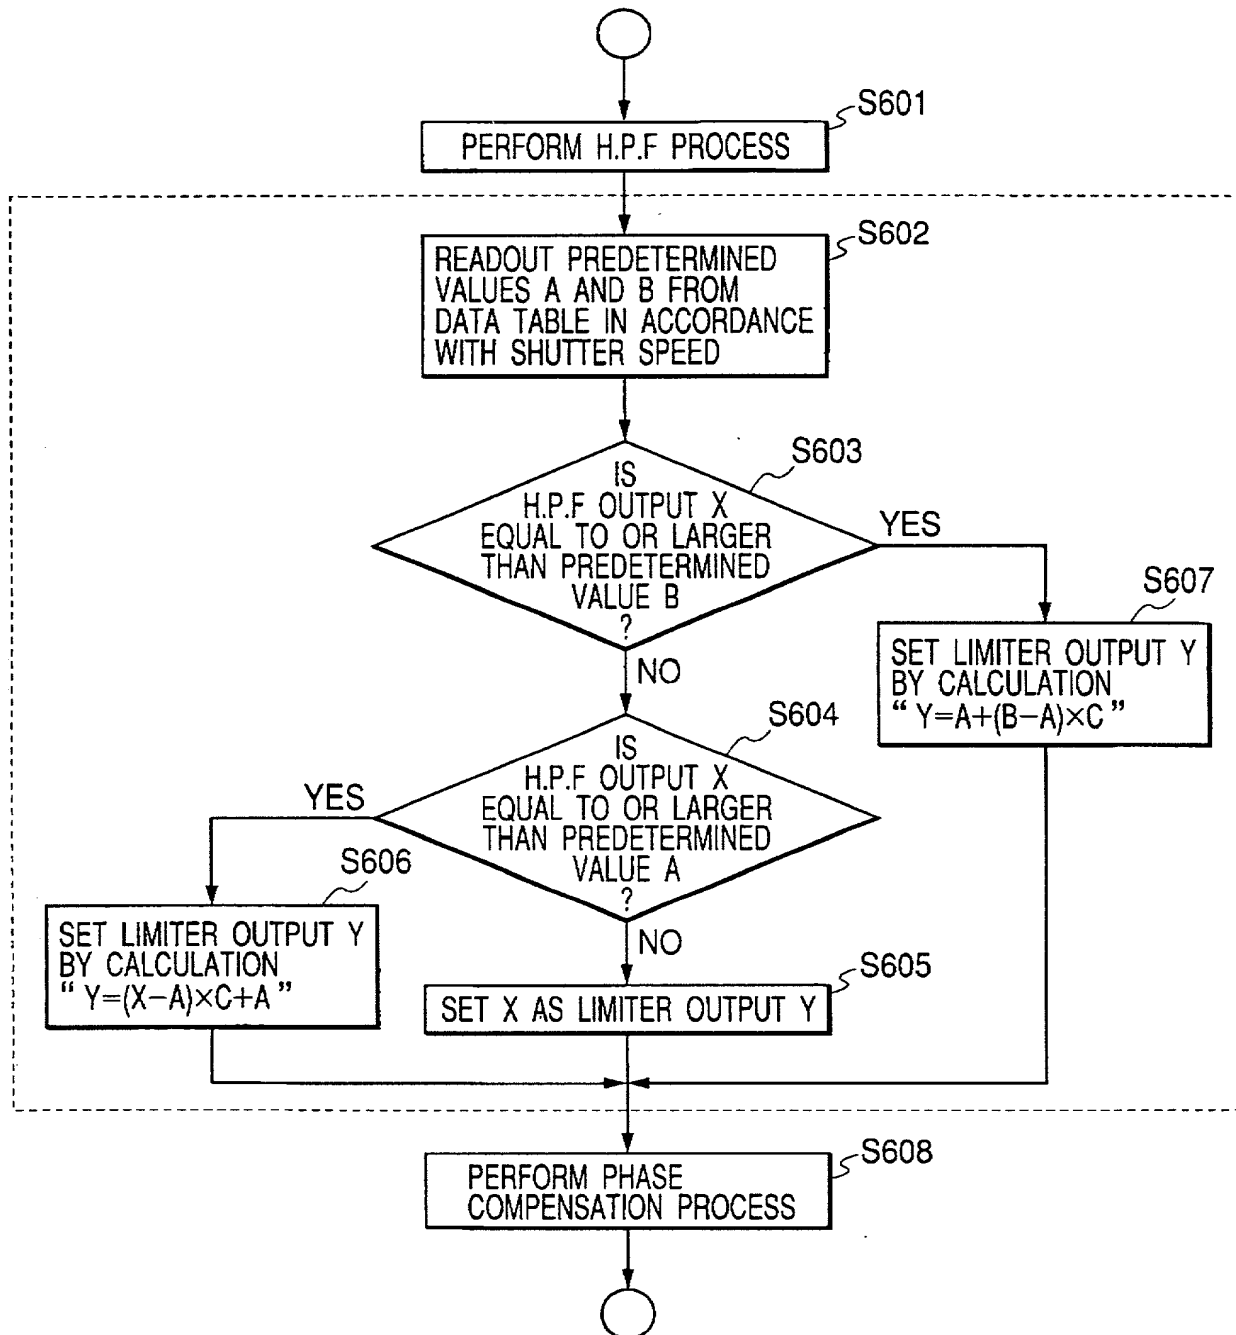 S601
PERFORM H.P.F PROCESS
S602
READOUT PREDETERMINED
VALUES A AND B FROM
DATA TABLE IN ACCORDANCE
WITH SHUTTER SPEED
S603
IS
H.P.F OUTPUT X
EQUAL TO OR LARGER
THAN PREDETERMINED
VALUE B
?
YES
NO
S607
SET LIMITER OUTPUT Y
BY CALCULATION
“ Y=A+(B−A)×C ”
S604
IS
H.P.F OUTPUT X
EQUAL TO OR LARGER
THAN PREDETERMINED
VALUE A
?
YES
NO
S606
SET LIMITER OUTPUT Y
BY CALCULATION
“ Y=(X−A)×C+A ”
S605
SET X AS LIMITER OUTPUT Y
S608
PERFORM PHASE
COMPENSATION PROCESS